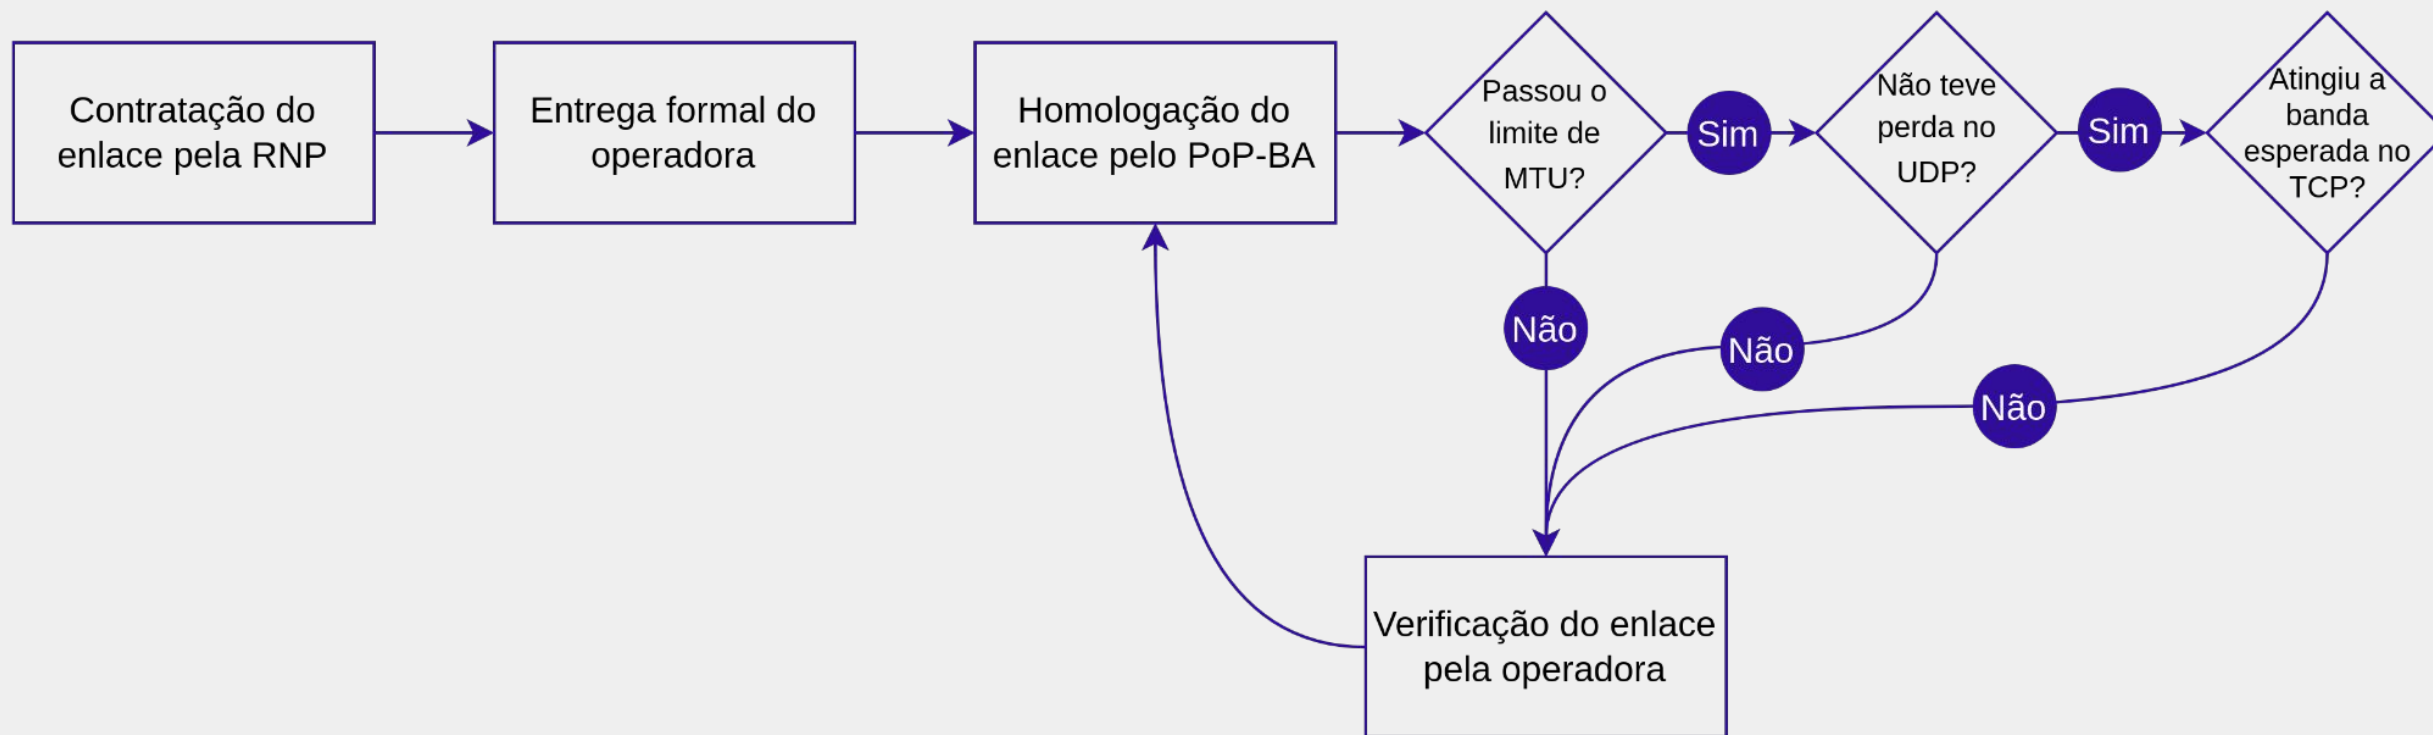 Contratação do
enlace pela RNP
Entrega formal do
operadora
Homologação do
enlace pelo PoP-BA
Passou o
limite de
MTU?
Sim
Não teve
perda no
UDP?
Sim
Atingiu a
banda
esperada no
TCP?
Não
Não
Não
Verificação do enlace
pela operadora